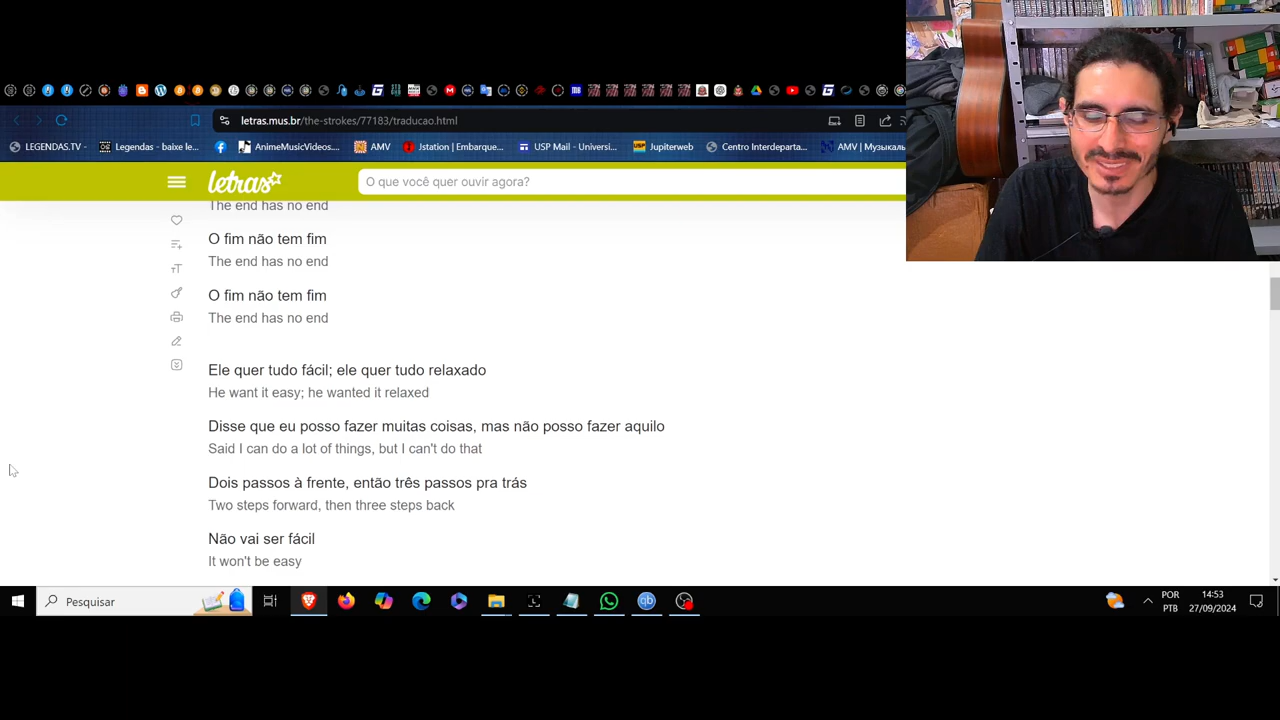 letras.mus.br/the-strokes/77183/traducao.html
LEGENDAS.TV -
Legendas - baixe le...
AnimeMusicVideos...
AMV
Jstation | Embarque...
USP Mail - Universi...
Jupiterweb
Centro Interdeparta...
AMV | Музыкаль
letras
O que você quer ouvir agora?
The end has no end
O fim não tem fim
The end has no end
O fim não tem fim
The end has no end
Ele quer tudo fácil; ele quer tudo relaxado
He want it easy; he wanted it relaxed
Disse que eu posso fazer muitas coisas, mas não posso fazer aquilo
Said I can do a lot of things, but I can't do that
Dois passos à frente, então três passos pra trás
Two steps forward, then three steps back
Não vai ser fácil
It won't be easy
Pesquisar
POR
PTB
14:53
27/09/2024